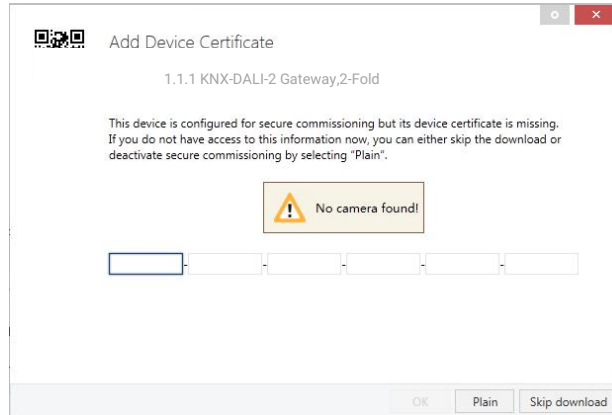 Add Device Certificate
1.1.1 KNX-DALI-2 Gateway,2-Fold
This device is configured for secure commissioning but its device certificate is missing.
If you do not have access to this information now, you can either skip the download or
deactivate secure commissioning by selecting "Plain".
No camera found!
- - - - -
OK Plain Skip download